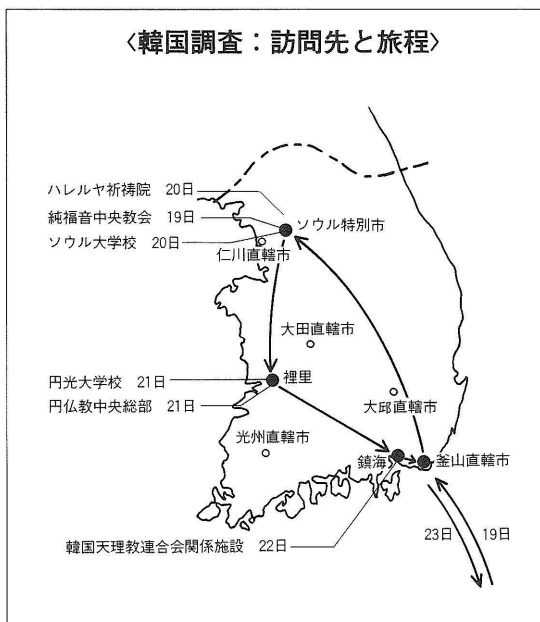 〈韓国調査：訪問先と旅程〉
ハレルヤ祈祷院　20日
純福音中央教会　19日
ソウル大学校　20日
ソウル特別市
仁川直轄市
大田直轄市
円光大学校　21日
円仏教中央総部　21日
裡里
大邱直轄市
光州直轄市
鎮海
釜山直轄市
韓国天理教連合会関係施設　22日
23日
19日